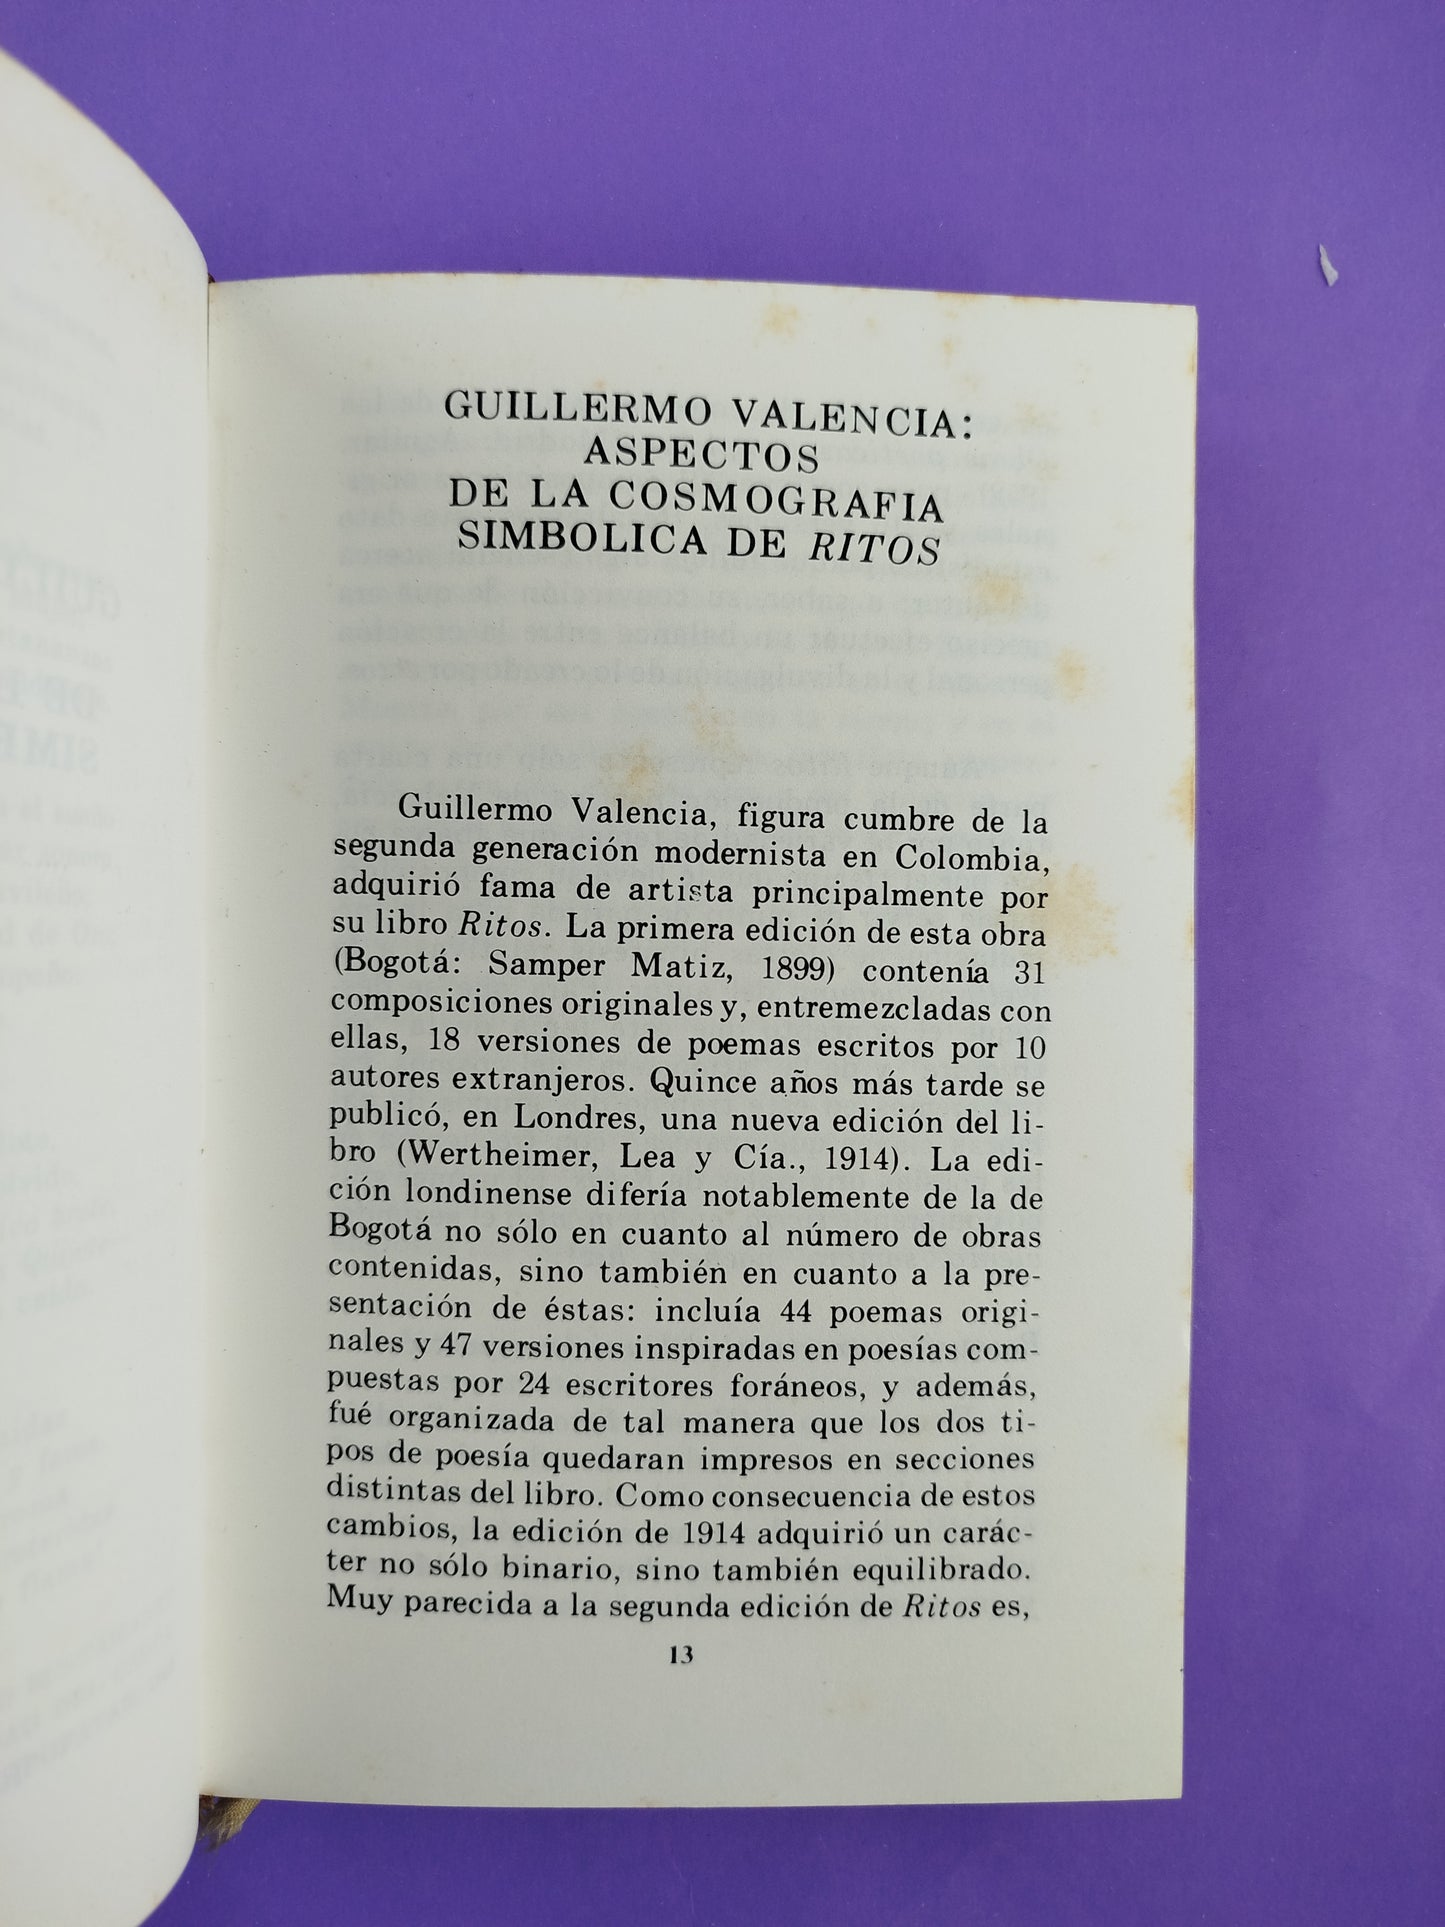 GUILLERMO VALENCIA:
ASPECTOS
DE LA COSMOGRAFIA
SIMBOLICA DE RITOS
Guillermo Valencia, figura cumbre de la
segunda generación modernista en Colombia,
adquirió fama de artista principalmente por
su libro Ritos. La primera edición de esta obra
(Bogotá: Samper Matiz, 1899) contenía 31
composiciones originales y, entremezcladas con
ellas, 18 versiones de poemas escritos por 10
autores extranjeros. Quince años más tarde se
publicó, en Londres, una nueva edición del li-
bro (Wertheimer, Lea y Cía., 1914). La edi-
ción londinense difería notablemente de la de
Bogotá no sólo en cuanto al número de obras
contenidas, sino también en cuanto a la pre-
sentación de éstas: incluía 44 poemas origi-
nales y 47 versiones inspiradas en poesías com-
puestas por 24 escritores foráneos, y además,
fué organizada de tal manera que los dos ti-
pos de poesía quedaran impresos en secciones
distintas del libro. Como consecuencia de estos
cambios, la edición de 1914 adquirió un carác-
ter no sólo binario, sino también equilibrado.
Muy parecida a la segunda edición de Ritos es,
13